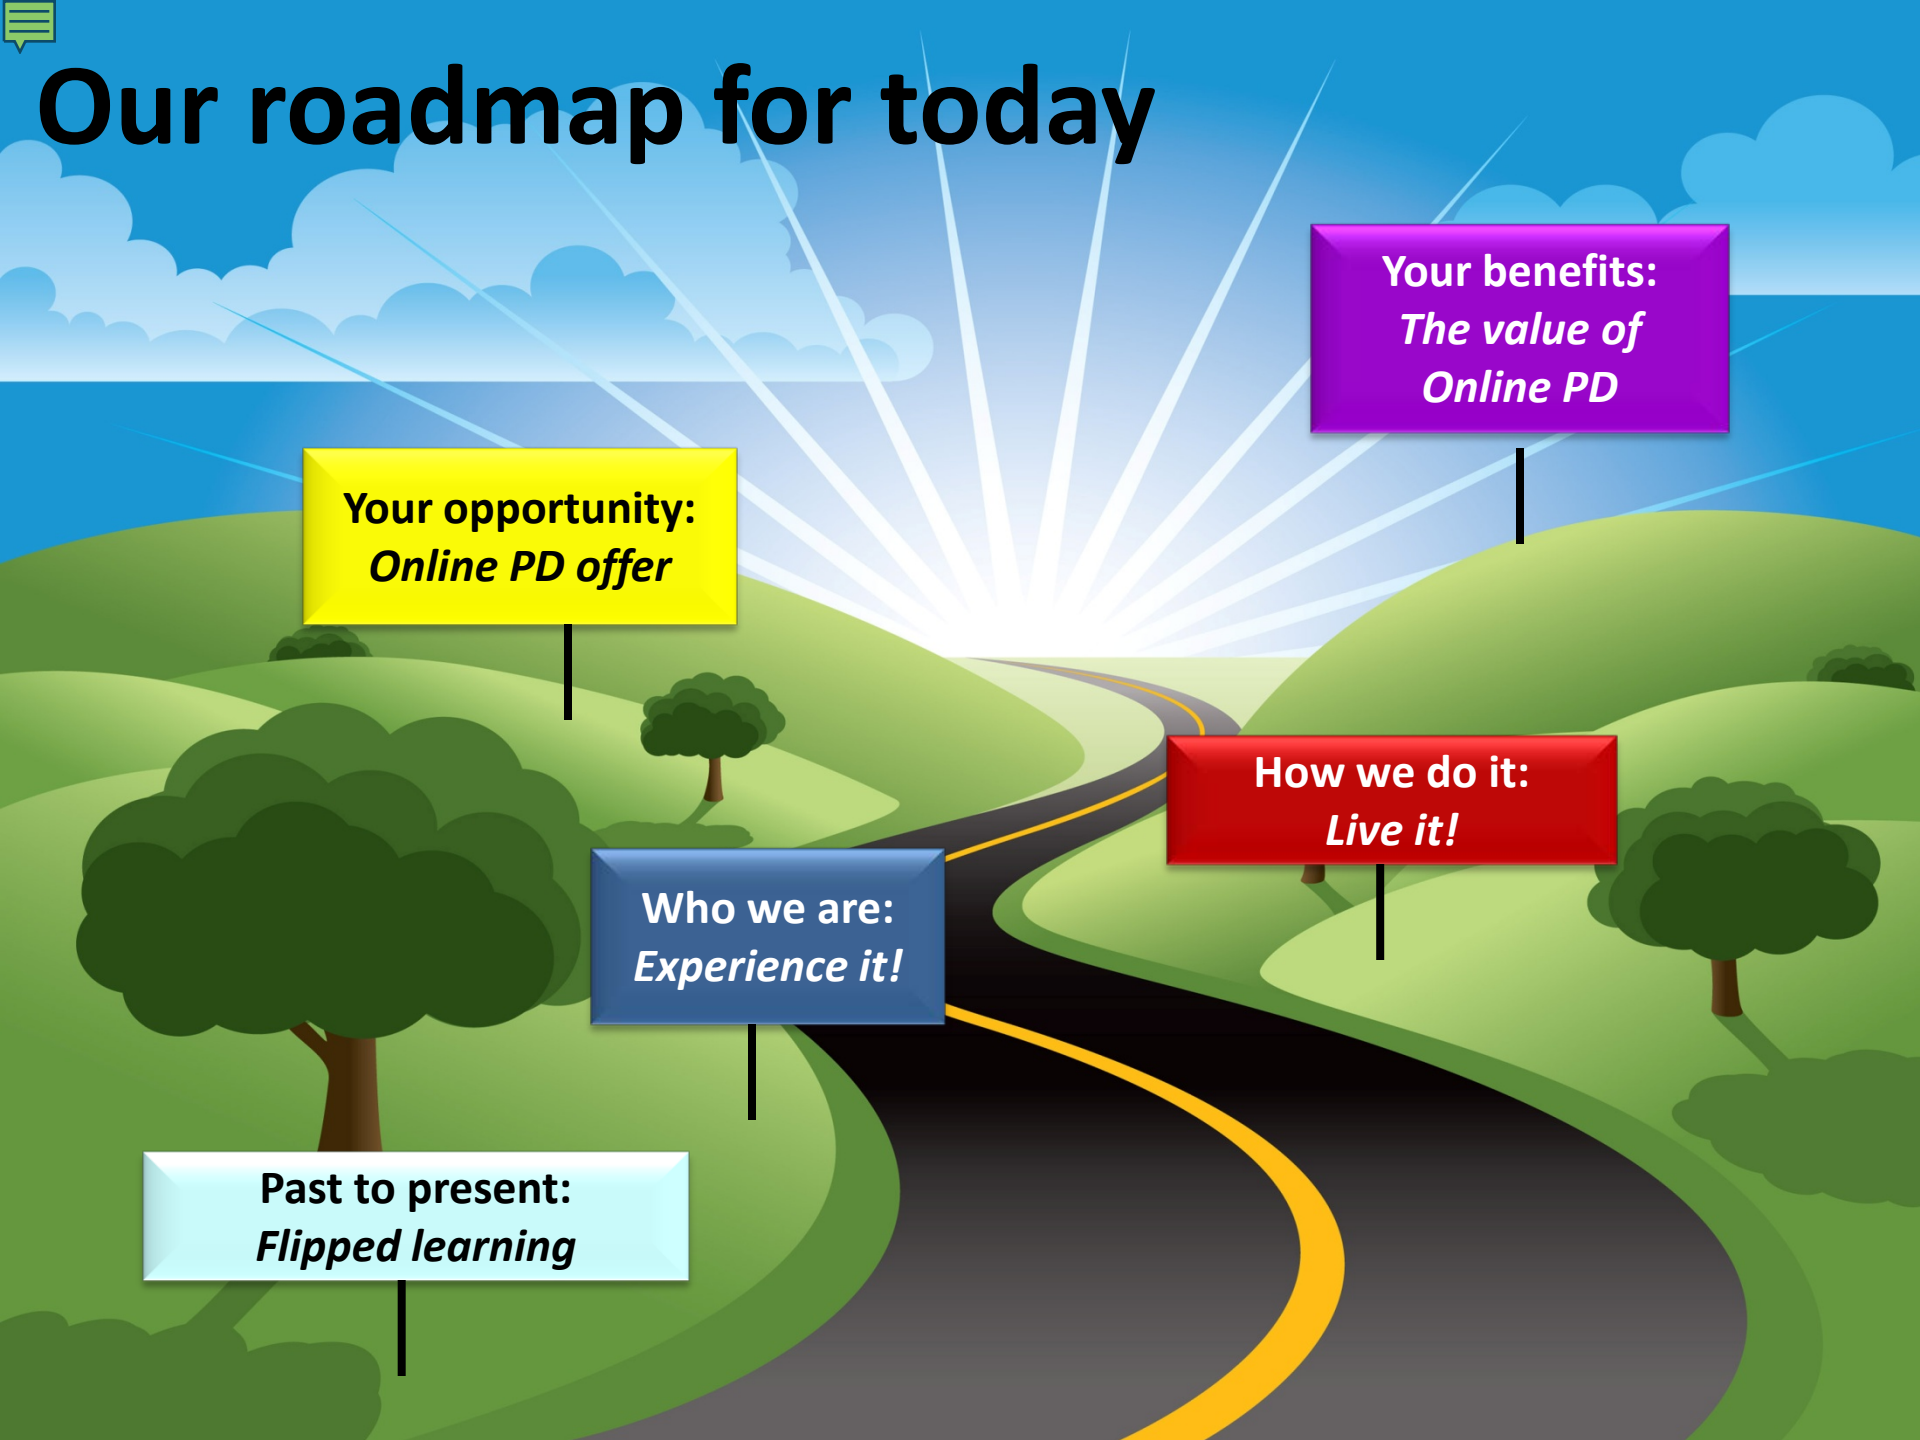 Our roadmap for today
Your benefits:
The value of
Online PD
Your opportunity:
Online PD offer
How we do it:
Live it!
Who we are:
Experience it!
Past to present:
Flipped learning